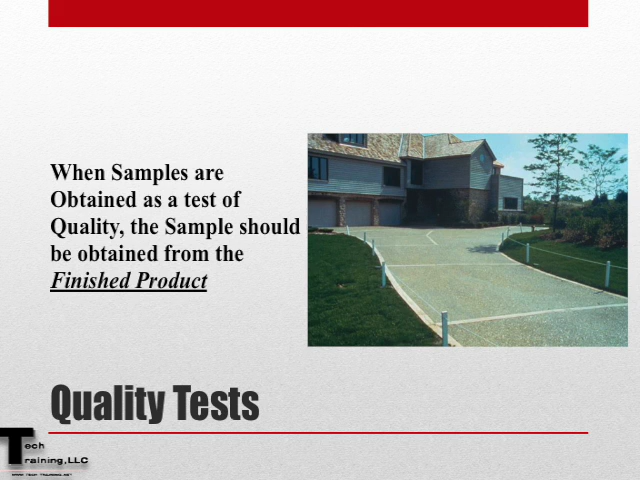 When Samples are
Obtained as a test of
Quality, the Sample should
be obtained from the
Finished Product
Quality Tests
Tech
Training,LLC